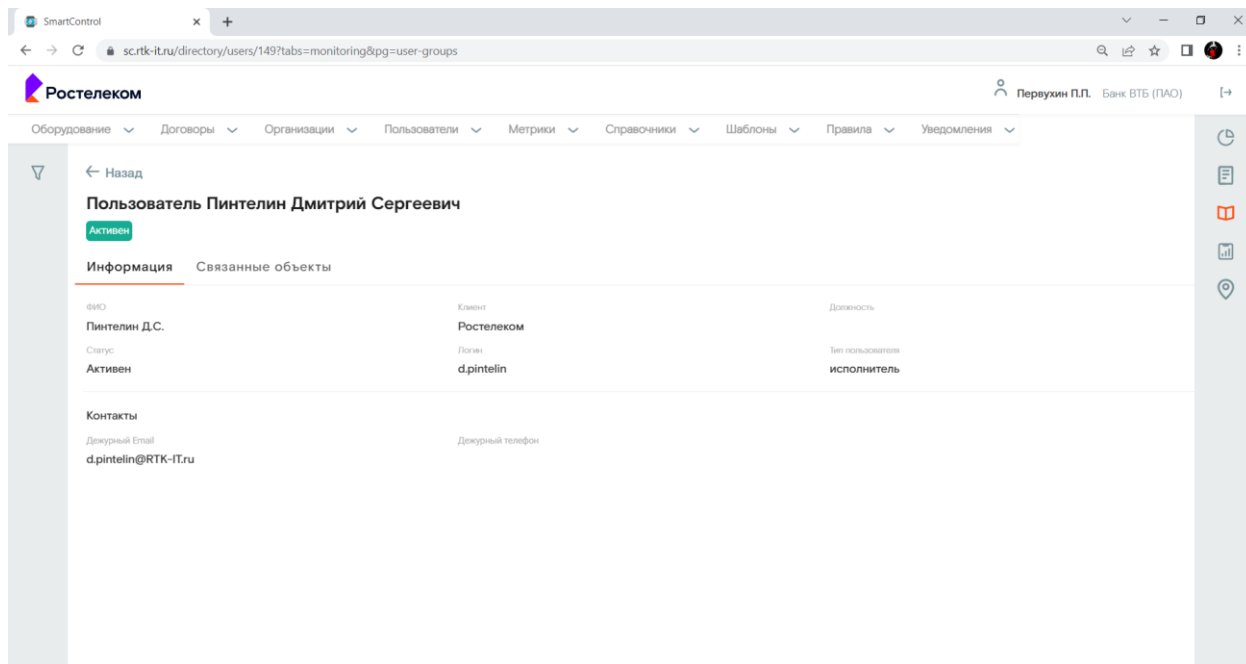 SmartControl
sc.rtk-it.ru/directory/users/149?tabs=monitoring&pg=user-groups
Ростелеком
Первухин П.П. Банк ВТБ (ПАО)
Оборудование Договоры Организации Пользователи Метрики Справочники Шаблоны Правила Уведомления
Назад
Пользователь Пинтелин Дмитрий Сергеевич
Активен
Информация Связанные объекты
ФИО Клиент Должность
Пинтелин Д.С. Ростелеком
Статус Логин Тип пользователя
Активен d.pintelin исполнитель
Контакты
Дежурный Email Дежурный телефон
d.pintelin@RTK-IT.ru